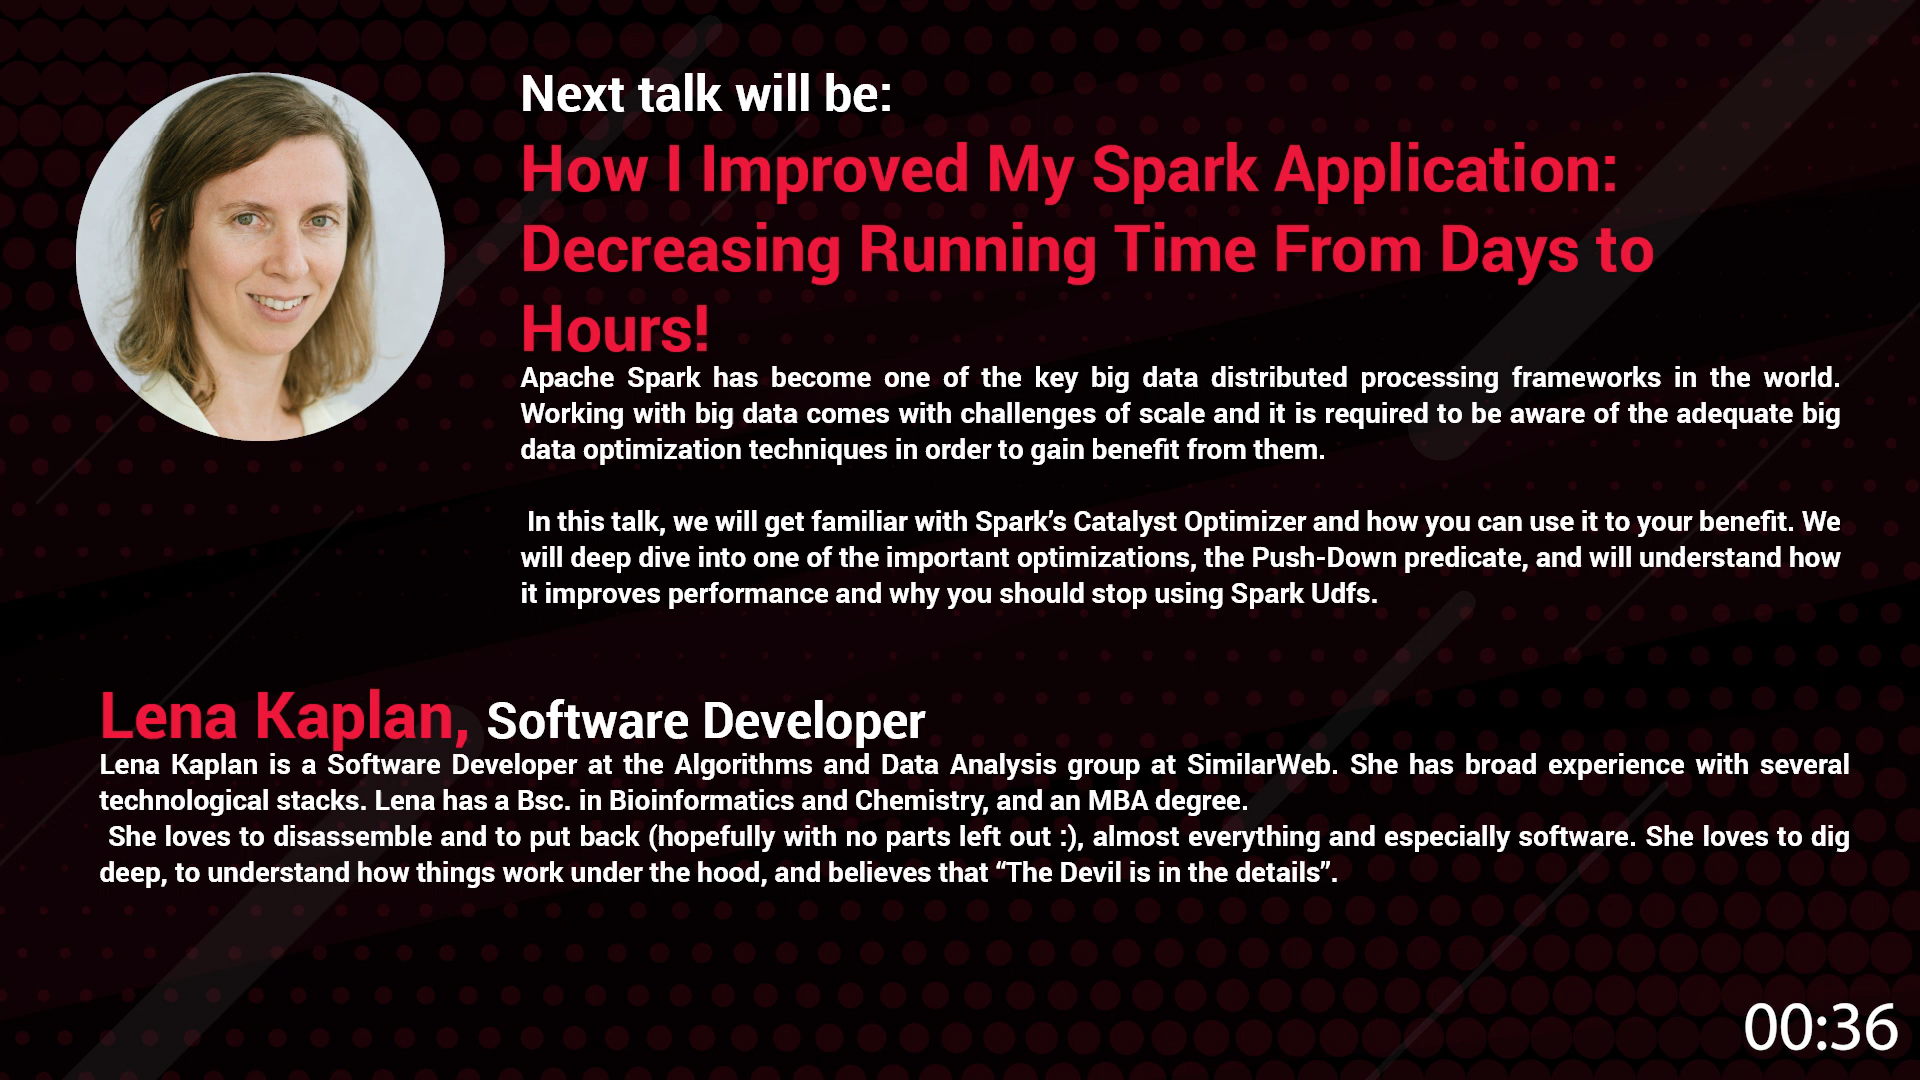 Next talk will be:
How I Improved My Spark Application:
Decreasing Running Time From Days to
Hours!
Apache Spark has become one of the key big data distributed processing frameworks in the world.
Working with big data comes with challenges of scale and it is required to be aware of the adequate big
data optimization techniques in order to gain benefit from them.
In this talk, we will get familiar with Spark’s Catalyst Optimizer and how you can use it to your benefit. We
will deep dive into one of the important optimizations, the Push-Down predicate, and will understand how
it improves performance and why you should stop using Spark Udfs.
Lena Kaplan, Software Developer
Lena Kaplan is a Software Developer at the Algorithms and Data Analysis group at SimilarWeb. She has broad experience with several
technological stacks. Lena has a Bsc. in Bioinformatics and Chemistry, and an MBA degree.
She loves to disassemble and to put back (hopefully with no parts left out :), almost everything and especially software. She loves to dig
deep, to understand how things work under the hood, and believes that “The Devil is in the details”.
00:36